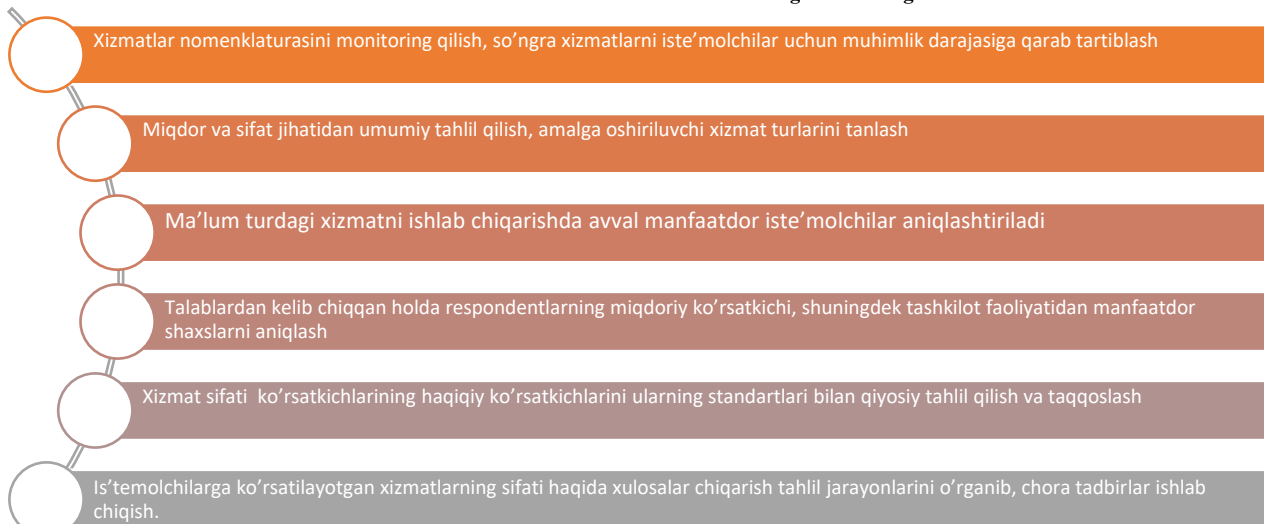 Xizmatlar nomenklaturasini monitoring qilish, so’ngra xizmatlarni iste’molchilar uchun muhimlik darajasiga qarab tartiblash
Miqdor va sifat jihatidan umumiy tahlil qilish, amalga oshiriluvchi xizmat turlarini tanlash
Ma’lum turdagi xizmatni ishlab chiqarishda avval manfaatdor iste’molchilar aniqlashtiriladi
Talablardan kelib chiqqan holda respondentlarning miqdoriy ko’rsatkichi, shuningdek tashkilot faoliyatidan manfaatdor
shaxslarni aniqlash
Xizmat sifati ko’rsatkichlarining haqiqiy ko’rsatkichlarini ularning standartlari bilan qiyosiy tahlil qilish va taqqoslash
Is’temolchilarga ko’rsatilayotgan xizmatlarning sifati haqida xulosalar chiqarish tahlil jarayonlarini o’rganib, chora tadbirlar ishlab
chiqish.